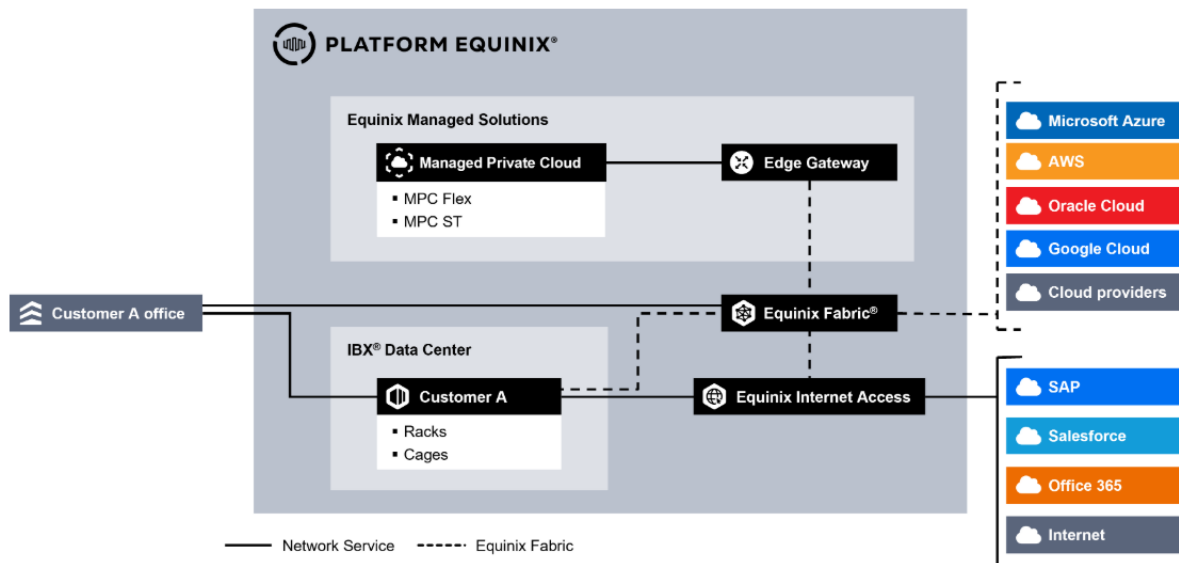 PLATFORM EQUINIX®
Equinix Managed Solutions
Managed Private Cloud
▪ MPC Flex
▪ MPC ST
Edge Gateway
Microsoft Azure
AWS
Oracle Cloud
Google Cloud
Cloud providers
Customer A office
Equinix Fabric®
IBX® Data Center
Customer A
▪ Racks
▪ Cages
Equinix Internet Access
SAP
Salesforce
Office 365
Internet
Network Service
Equinix Fabric